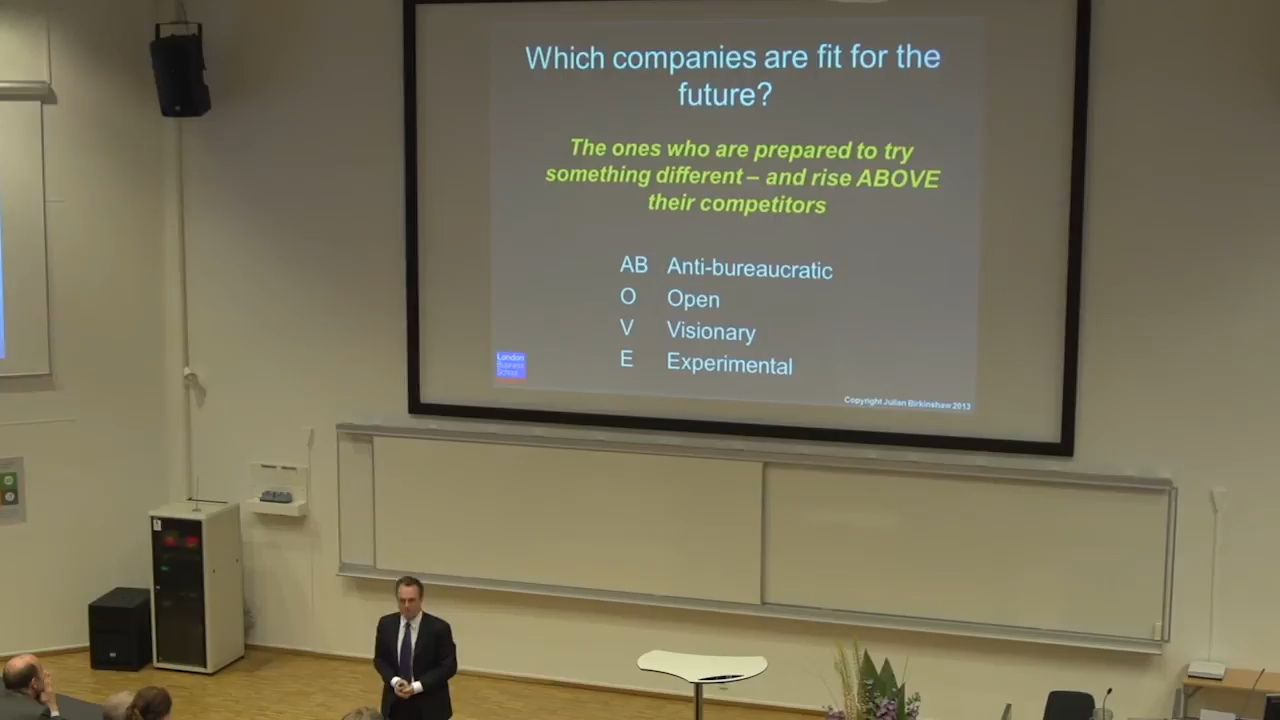 Which companies are fit for the
future?
The ones who are prepared to try
something different – and rise ABOVE
their competitors
AB Anti-bureaucratic
O Open
V Visionary
E Experimental
London
Business
School
Copyright Julian Birkinshaw 2013